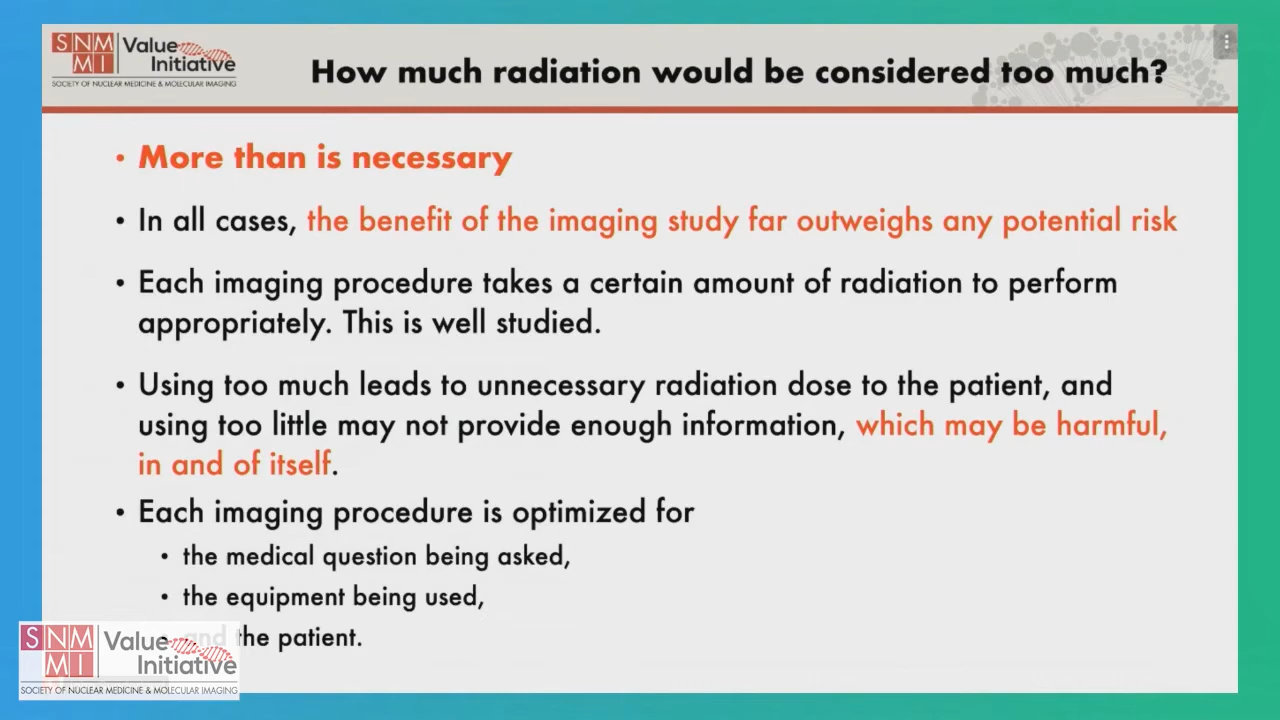 SNM Value
MI Initiative
SOCIETY OF NUCLEAR MEDICINE & MOLECULAR IMAGING
How much radiation would be considered too much?
• More than is necessary
• In all cases, the benefit of the imaging study far outweighs any potential risk
• Each imaging procedure takes a certain amount of radiation to perform
appropriately. This is well studied.
• Using too much leads to unnecessary radiation dose to the patient, and
using too little may not provide enough information, which may be harmful,
in and of itself.
• Each imaging procedure is optimized for
• the medical question being asked,
• the equipment being used,
• and the patient.
SNM Value
MI Initiative
SOCIETY OF NUCLEAR MEDICINE & MOLECULAR IMAGING